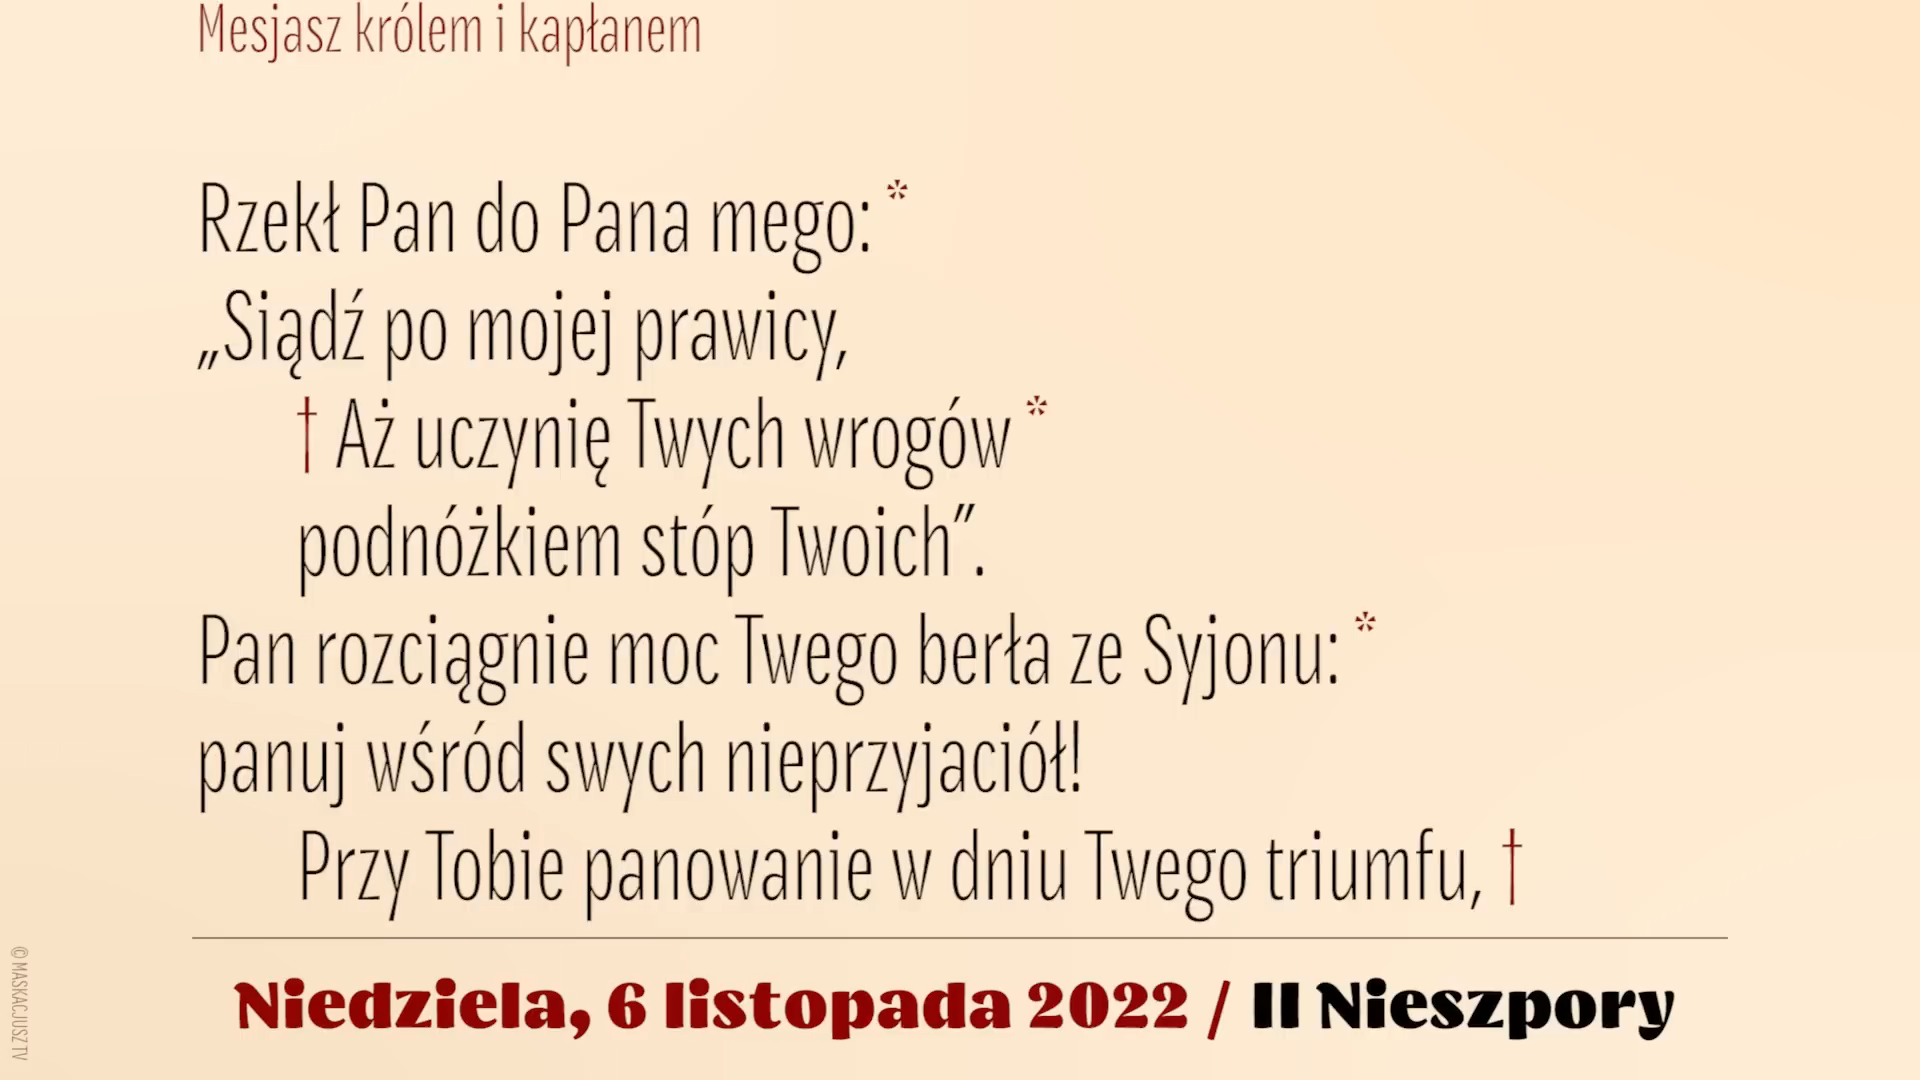 Mesjasz królem i kapłanem
Rzekł Pan do Pana mego: *
„Siądź po mojej prawicy,
† Aż uczynię Twych wrogów *
podnóżkiem stóp Twoich”.
Pan rozciągnie moc Twego berła ze Syjonu: *
panuj wśród swych nieprzyjaciół!
Przy Tobie panowanie w dniu Twego triumfu, †
Niedziela, 6 listopada 2022 / II Nieszpory
© MASKACJUSZ TV